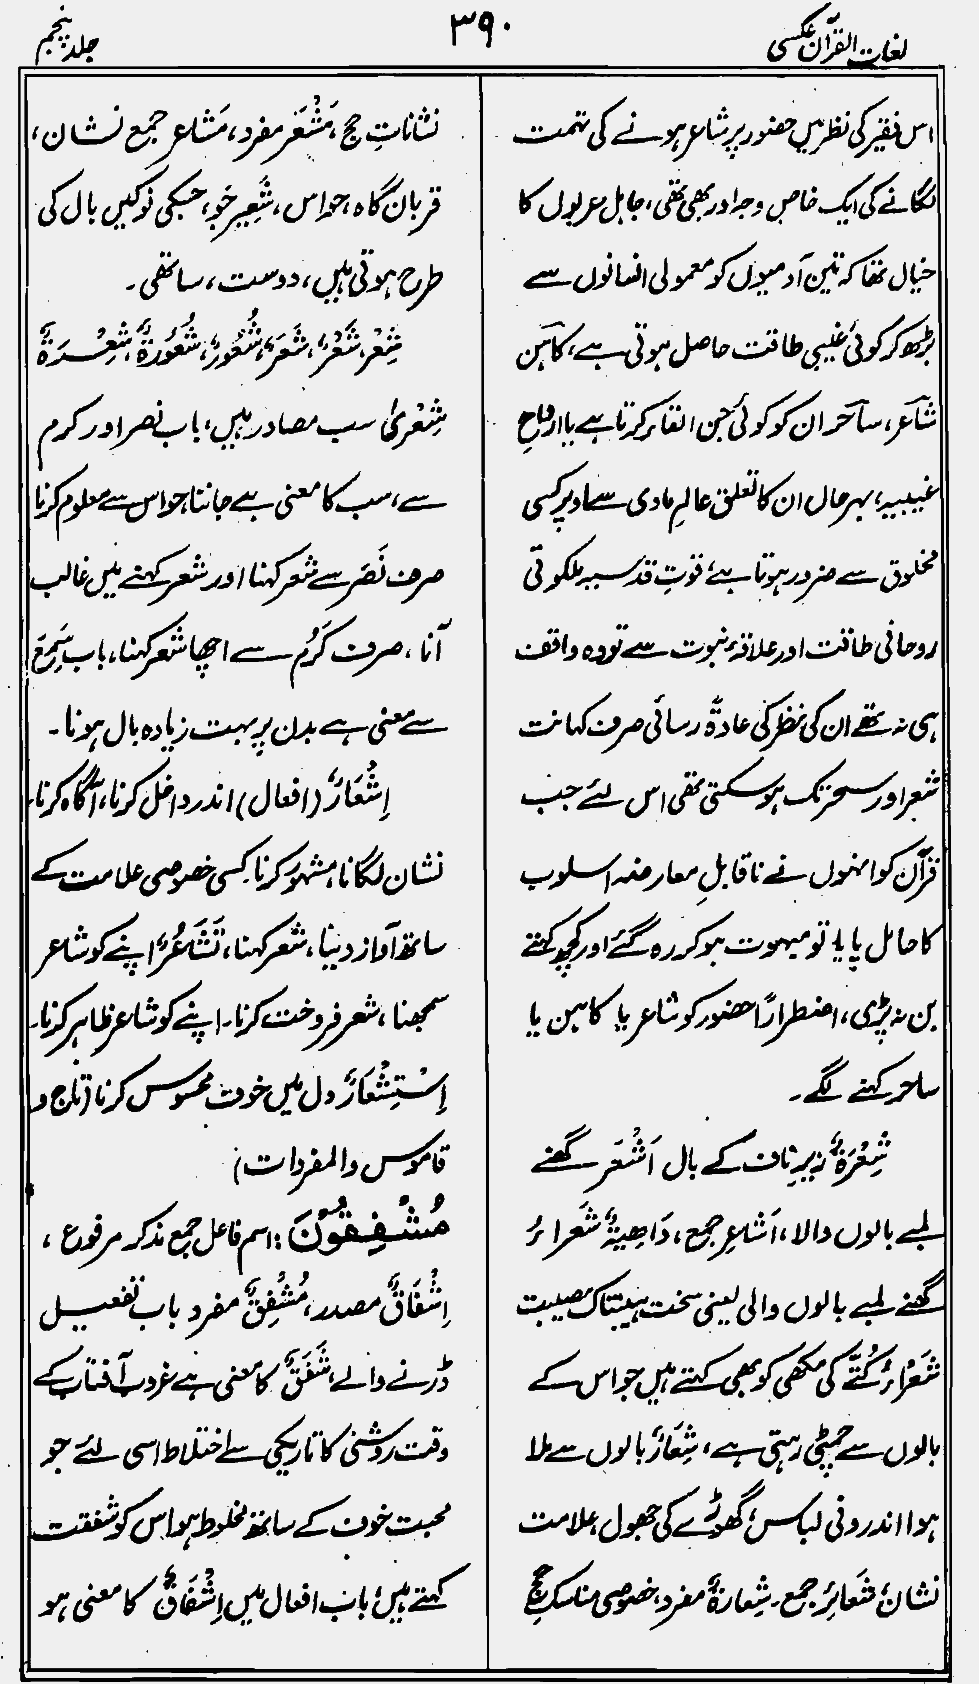 لغات القرآن عکسی
۳۹۰
جلد پنجم
اس فقیر کی نظر میں حضور پر شاعر ہونے کی تہمت
لگانے کی ایک خاص وجہ اور بھی تھی، جاہل عربوں کا
خیال تھا کہ تین آدمیوں کو معمولی انسانوں سے
بڑھ کر کوئی غیبی طاقت حاصل ہوتی ہے، کاہن
شاعر، ساحر ان کو کوئی جن القاء کرتا ہے یا ارواحِ
غیبیہ، بہر حال ان کا تعلق عالمِ مادی سے اوپر کسی
مخلوق سے ضرور ہوتا ہے، قوتِ قدسیہ ملکوتی
روحانی طاقت اور علاقۂ نبوت سے تو وہ واقف
ہی نہ تھے ان کی نظر کی عادۃً رسائی صرف کہانت
شعر اور سحر تک ہو سکتی تھی اس لئے جب
قرآن کو انہوں نے ناقابلِ معارضہ اسلوب
کا حامل پایا تو مبہوت ہو کر رہ گئے اور کچھ کہتے
بن نہ پڑی، اضطراراً حضور کو شاعر یا کاہن یا
ساحر کہنے لگے۔
شِعْرَۃٌ زیرِ ناف کے بال اَشْعَر گھنے
لمبے بالوں والا، اَشَاعِر جمع، دَاھِیَۃٌ شَعَراءُ
گھنے لمبے بالوں والی یعنی سخت ہیبتناک مصیبت
شَعَرَاءُ کُتّے کی مکھی کو بھی کہتے ہیں جو اس کے
بالوں سے چمٹی رہتی ہے، شِعَارٌ بالوں سے ملا
ہوا اندرونی لباس، گھوڑے کی جھول، علامت
نشان، شَعَائِرُ جمع۔ شِعارۃٌ مفرد، خصوصی مناسکِ حج
نشاناتِ حج، مَشْعَر مفرد، مَشَاعر جمع نشان،
قربان گاہ، حواس، شَعِیر جَو، جسکی نوکیں بال کی
طرح ہوتی ہیں، دوست، ساتھی۔
شِعْر، شَعْرٌ، شَعَرٌ، شُعُورٌ، شُعُوْرَۃٌ، شِعْرَۃٌ
شِعْریٰ سب مصادر ہیں، باب نصر اور کرم
سے، سب کا معنی ہے جاننا، حواس سے معلوم کرنا
صرف نَصَرَ سے شعر کہنا اور شعر کہنے میں غالب
آنا، صرف کَرُمَ سے اچھا شعر کہنا، باب سَمِعَ
سے معنی ہے بدن پر بہت زیادہ بال ہونا۔
اِشْعَارٌ (افعال) اندر داخل کرنا، آگاہ کرنا۔
نشان لگانا، مشہور کرنا۔ کسی خصوصی علامت کے
ساتھ آواز دینا، شعر کہنا، تَشَاعُرٌ اپنے کو شاعر
سمجھنا، شعر فروخت کرنا۔ اپنے کو شاعر ظاہر کرنا۔
اِسْتِشْعَارٌ دل میں خوف محسوس کرنا (تاج و
قاموس والمفردات)
مُشْفِقُوْنَ: اسم فاعل جمع مذکر مرفوع،
اِشْفَاقٌ مصدر، مُشْفِقٌ مفرد باب تفعیل
ڈرنے والے، شَفَقٌ کا معنی ہے غروب آفتاب کے
وقت روشنی کا تاریکی سے اختلاط اسی لئے جو
محبت خوف کے ساتھ مخلوط ہو اس کو شفقت
کہتے ہیں، باب افعال میں اِشْفَاقٌ کا معنی ہو